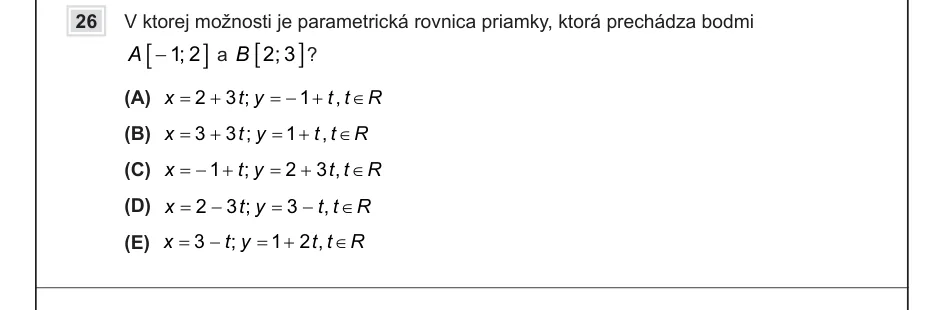 26 V ktorej možnosti je parametrická rovnica priamky, ktorá prechádza bodmi
A[−1; 2] a B[2; 3]?
(A) x = 2 + 3t; y = −1 + t, t ∈ R
(B) x = 3 + 3t; y = 1 + t, t ∈ R
(C) x = −1 + t; y = 2 + 3t, t ∈ R
(D) x = 2 − 3t; y = 3 − t, t ∈ R
(E) x = 3 − t; y = 1 + 2t, t ∈ R